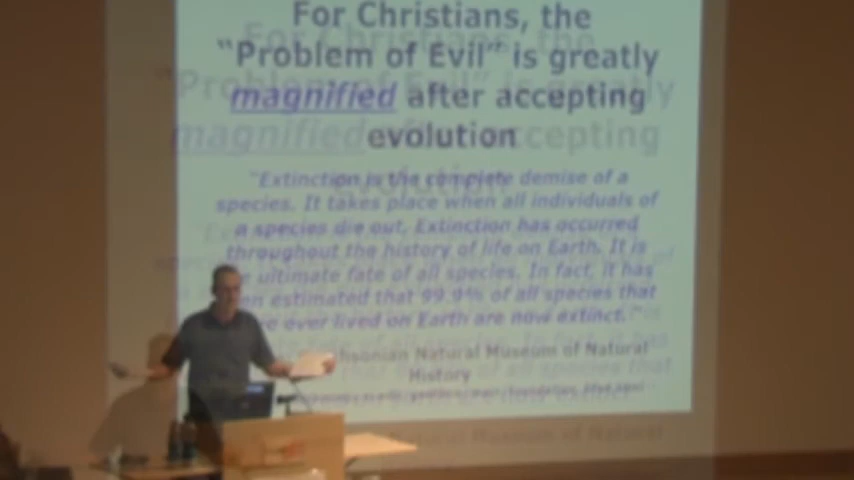 For Christians, the
"Problem of Evil" is greatly
magnified after accepting
evolution
"Extinction is the complete demise of a
species. It takes place when all individuals of
a species die out. Extinction has occurred
throughout the history of life on Earth. It is
ultimate fate of all species. In fact, it has
estimated that 99.9% of all species that
ever lived on Earth are now extinct."
Natural Museum of Natural
History